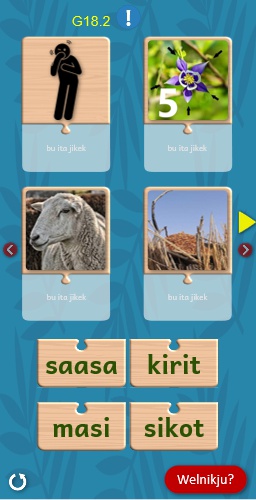 G18.2 !
bu ita jikek
5
bu ita jikek
bu ita jikek
bu ita jikek
saasa
kirit
masi
sikot
Welnikju?